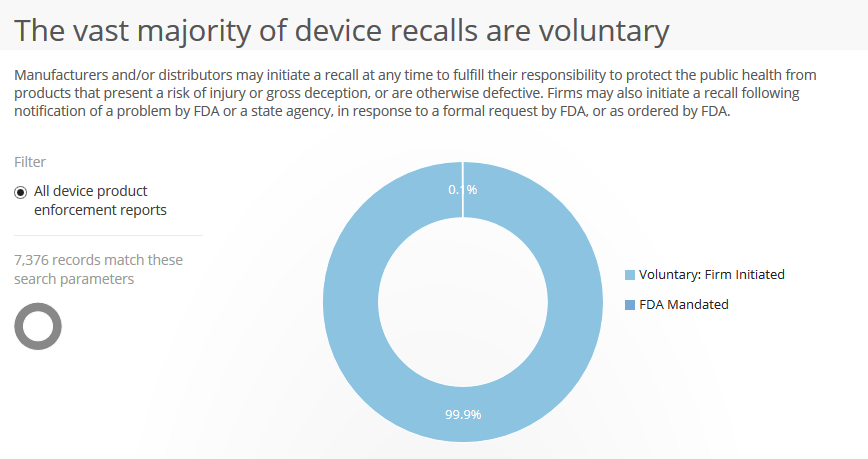 The vast majority of device recalls are voluntary
Manufacturers and/or distributors may initiate a recall at any time to fulfill their responsibility to protect the public health from
products that present a risk of injury or gross deception, or are otherwise defective. Firms may also initiate a recall following
notification of a problem by FDA or a state agency, in response to a formal request by FDA, or as ordered by FDA.
Filter
All device product
enforcement reports
7,376 records match these
search parameters
0.1%
99.9%
Voluntary: Firm Initiated
FDA Mandated